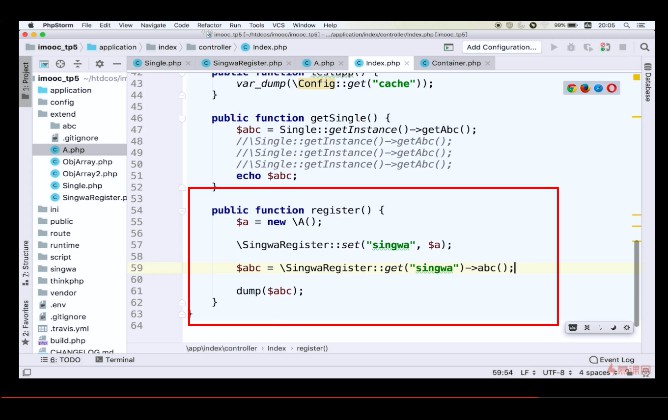 PhpStorm File Edit View Navigate Code Refactor Run Tools VCS Window Help 99% 20:05
imooc_tp5 [~/htdcos/imooc_tp5] - .../application/index/controller/Index.php [imooc_tp5]
imooc_tp5 application index controller Index.php Add Configuration...
Single.php SingwaRegister.php A.php Index.php Container.php
1: Project
imooc_tp5 ~/htdcos/im
application
config
extend
abc
.gitignore
A.php
ObjArray.php
ObjArray2.php
Single.php
SingwaRegister.p
ini
public
route
runtime
script
singwa
thinkphp
vendor
.env
.gitignore
.travis.yml
build.php
CHANGELOG.md
7: Structure
2: Favorites
Database
42 public function testapp() {
43 var_dump(\Config::get("cache"));
44 }
45
46 public function getSingle() {
47 $abc = Single::getInstance()->getAbc();
48 //\Single::getInstance()->getAbc();
49 //\Single::getInstance()->getAbc();
50 //\Single::getInstance()->getAbc();
51 echo $abc;
52 }
53
54 public function register() {
55 $a = new \A();
56
57 \SingwaRegister::set("singwa", $a);
58
59 $abc = \SingwaRegister::get("singwa")->abc();
60
61 dump($abc);
62 }
63 }
64
\app\index\controller Index register()
6: TODO Terminal Event Log
59:54 LF UTF-8 4 spaces
慕课网